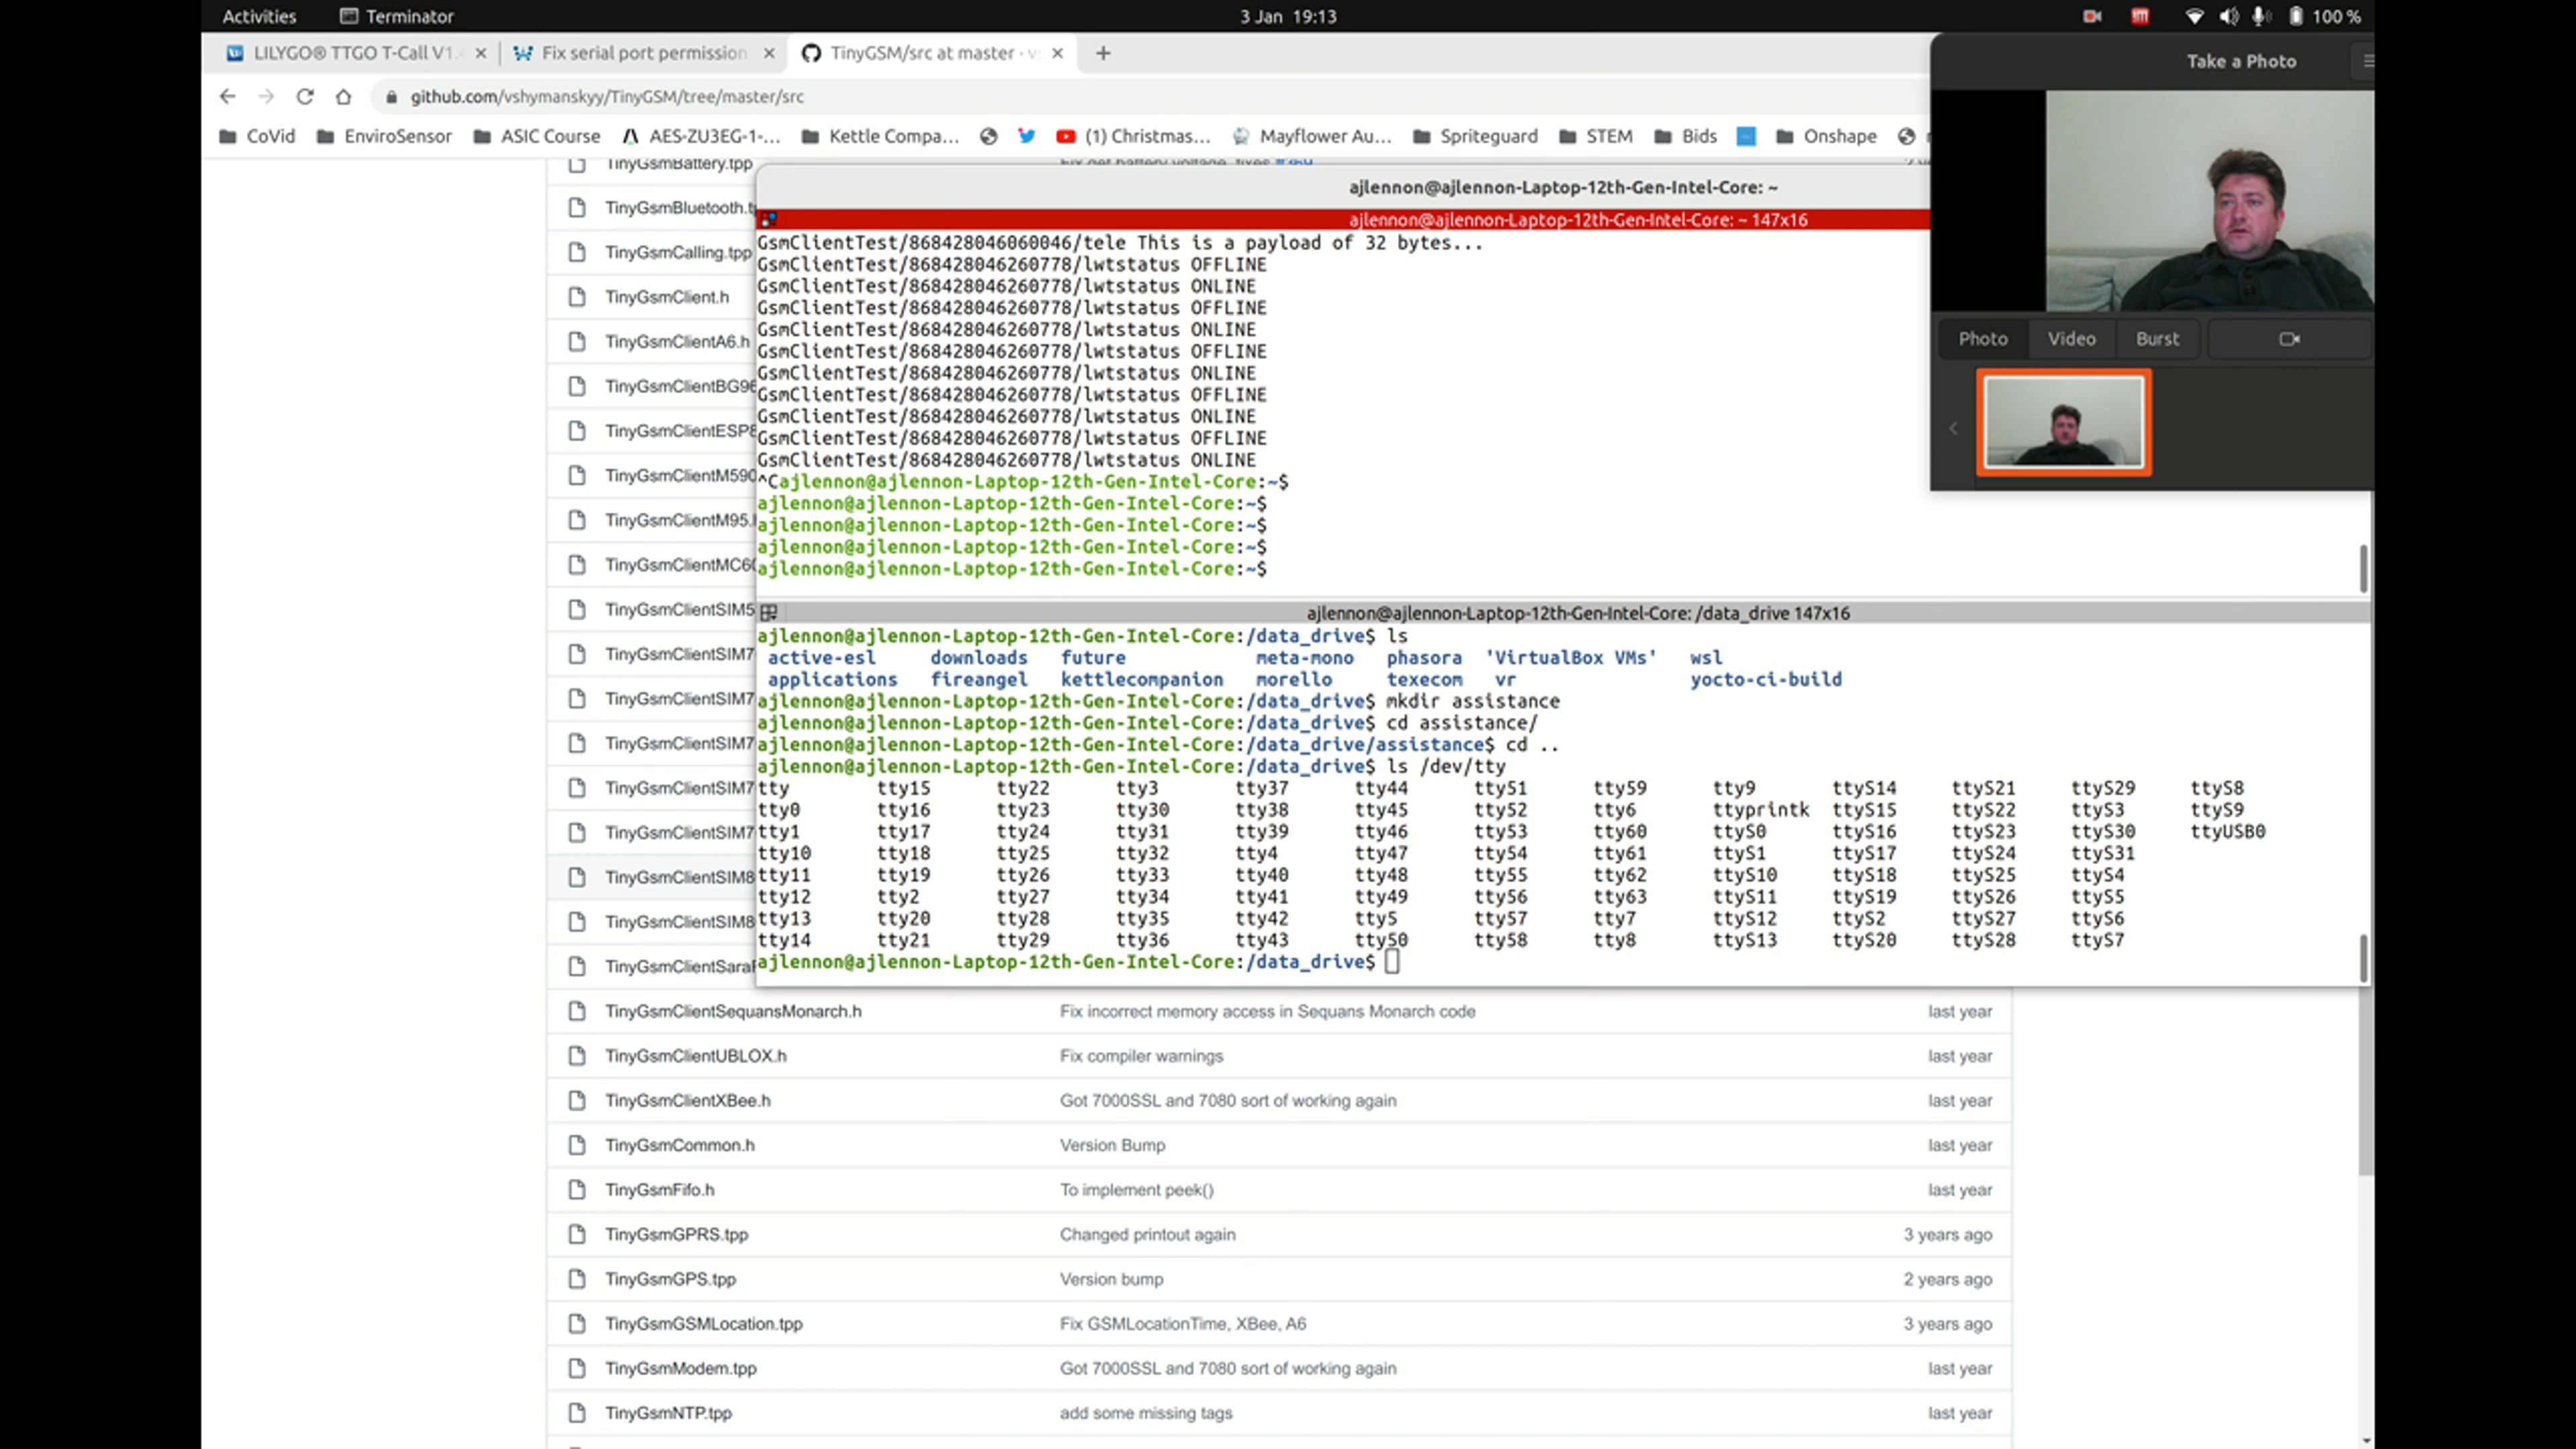 Activities Terminator 3 Jan 19:13 100 %
LILYGO® TTGO T-Call V1. Fix serial port permission TinyGSM/src at master · vs
github.com/vshymanskyy/TinyGSM/tree/master/src
CoVid EnviroSensor ASIC Course AES-ZU3EG-1-... Kettle Compa... (1) Christmas... Mayflower Au... Spriteguard STEM Bids Onshape
Take a Photo
Photo Video Burst
TinyGsmBattery.tpp Fix get battery voltage, fixes #369
TinyGsmBluetooth.t
TinyGsmCalling.tpp
TinyGsmClient.h
TinyGsmClientA6.h
TinyGsmClientBG96
TinyGsmClientESP8
TinyGsmClientM590
TinyGsmClientM95.
TinyGsmClientMC60
TinyGsmClientSIM5
TinyGsmClientSIM7
TinyGsmClientSIM7
TinyGsmClientSIM7
TinyGsmClientSIM7
TinyGsmClientSIM7
TinyGsmClientSIM8
TinyGsmClientSIM8
TinyGsmClientSara
ajlennon@ajlennon-Laptop-12th-Gen-Intel-Core: ~
ajlennon@ajlennon-Laptop-12th-Gen-Intel-Core: ~ 147x16
GsmClientTest/868428046060046/tele This is a payload of 32 bytes...
GsmClientTest/868428046260778/lwtstatus OFFLINE
GsmClientTest/868428046260778/lwtstatus ONLINE
GsmClientTest/868428046260778/lwtstatus OFFLINE
GsmClientTest/868428046260778/lwtstatus ONLINE
GsmClientTest/868428046260778/lwtstatus OFFLINE
GsmClientTest/868428046260778/lwtstatus ONLINE
GsmClientTest/868428046260778/lwtstatus OFFLINE
GsmClientTest/868428046260778/lwtstatus ONLINE
GsmClientTest/868428046260778/lwtstatus OFFLINE
GsmClientTest/868428046260778/lwtstatus ONLINE
^Cajlennon@ajlennon-Laptop-12th-Gen-Intel-Core:~$
ajlennon@ajlennon-Laptop-12th-Gen-Intel-Core:~$
ajlennon@ajlennon-Laptop-12th-Gen-Intel-Core:~$
ajlennon@ajlennon-Laptop-12th-Gen-Intel-Core:~$
ajlennon@ajlennon-Laptop-12th-Gen-Intel-Core:~$
ajlennon@ajlennon-Laptop-12th-Gen-Intel-Core: /data_drive 147x16
ajlennon@ajlennon-Laptop-12th-Gen-Intel-Core:/data_drive$ ls
active-esl downloads future meta-mono phasora 'VirtualBox VMs' wsl
applications fireangel kettlecompanion morello texecom vr yocto-ci-build
ajlennon@ajlennon-Laptop-12th-Gen-Intel-Core:/data_drive$ mkdir assistance
ajlennon@ajlennon-Laptop-12th-Gen-Intel-Core:/data_drive$ cd assistance/
ajlennon@ajlennon-Laptop-12th-Gen-Intel-Core:/data_drive/assistance$ cd ..
ajlennon@ajlennon-Laptop-12th-Gen-Intel-Core:/data_drive$ ls /dev/tty
tty tty15 tty22 tty3 tty37 tty44 tty51 tty59 tty9 ttyS14 ttyS21 ttyS29 ttyS8
tty0 tty16 tty23 tty30 tty38 tty45 tty52 tty6 ttyprintk ttyS15 ttyS22 ttyS3 ttyS9
tty1 tty17 tty24 tty31 tty39 tty46 tty53 tty60 ttyS0 ttyS16 ttyS23 ttyS30 ttyUSB0
tty10 tty18 tty25 tty32 tty4 tty47 tty54 tty61 ttyS1 ttyS17 ttyS24 ttyS31
tty11 tty19 tty26 tty33 tty40 tty48 tty55 tty62 ttyS10 ttyS18 ttyS25 ttyS4
tty12 tty2 tty27 tty34 tty41 tty49 tty56 tty63 ttyS11 ttyS19 ttyS26 ttyS5
tty13 tty20 tty28 tty35 tty42 tty5 tty57 tty7 ttyS12 ttyS2 ttyS27 ttyS6
tty14 tty21 tty29 tty36 tty43 tty50 tty58 tty8 ttyS13 ttyS20 ttyS28 ttyS7
ajlennon@ajlennon-Laptop-12th-Gen-Intel-Core:/data_drive$
TinyGsmClientSequansMonarch.h Fix incorrect memory access in Sequans Monarch code last year
TinyGsmClientUBLOX.h Fix compiler warnings last year
TinyGsmClientXBee.h Got 7000SSL and 7080 sort of working again last year
TinyGsmCommon.h Version Bump last year
TinyGsmFifo.h To implement peek() last year
TinyGsmGPRS.tpp Changed printout again 3 years ago
TinyGsmGPS.tpp Version bump 2 years ago
TinyGsmGSMLocation.tpp Fix GSMLocationTime, XBee, A6 3 years ago
TinyGsmModem.tpp Got 7000SSL and 7080 sort of working again last year
TinyGsmNTP.tpp add some missing tags last year